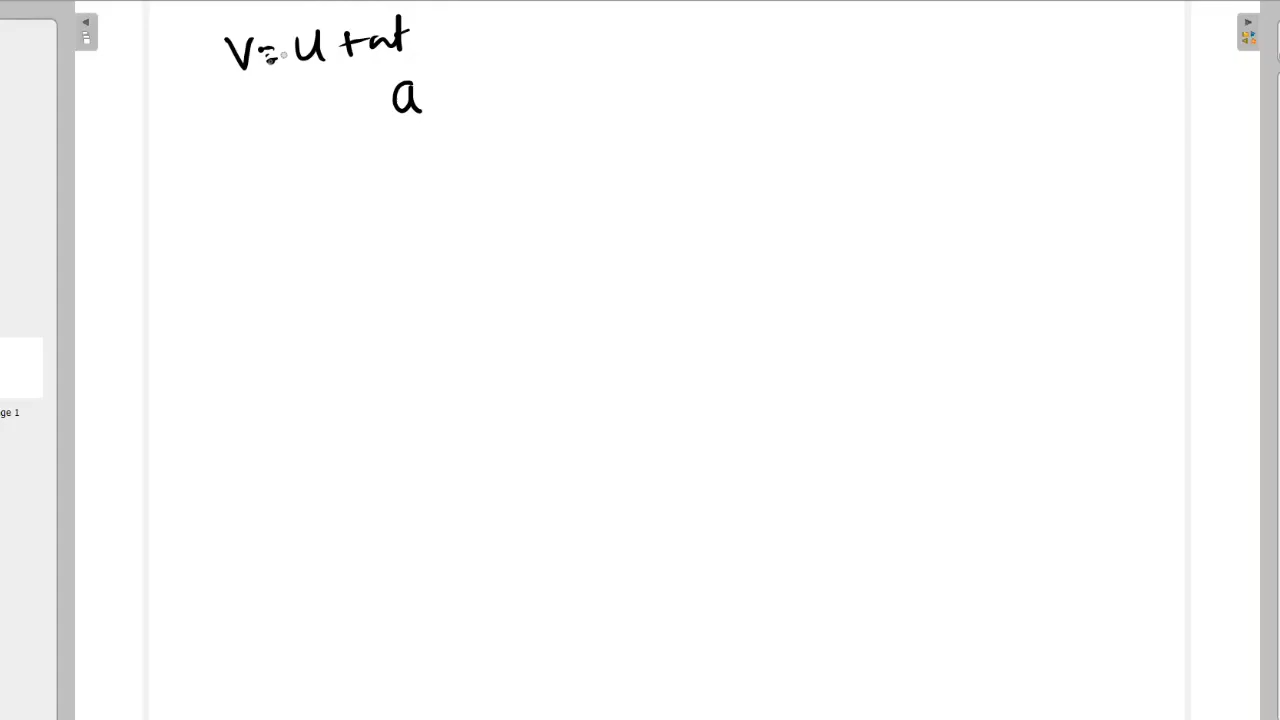 v = u + at
a
ge 1